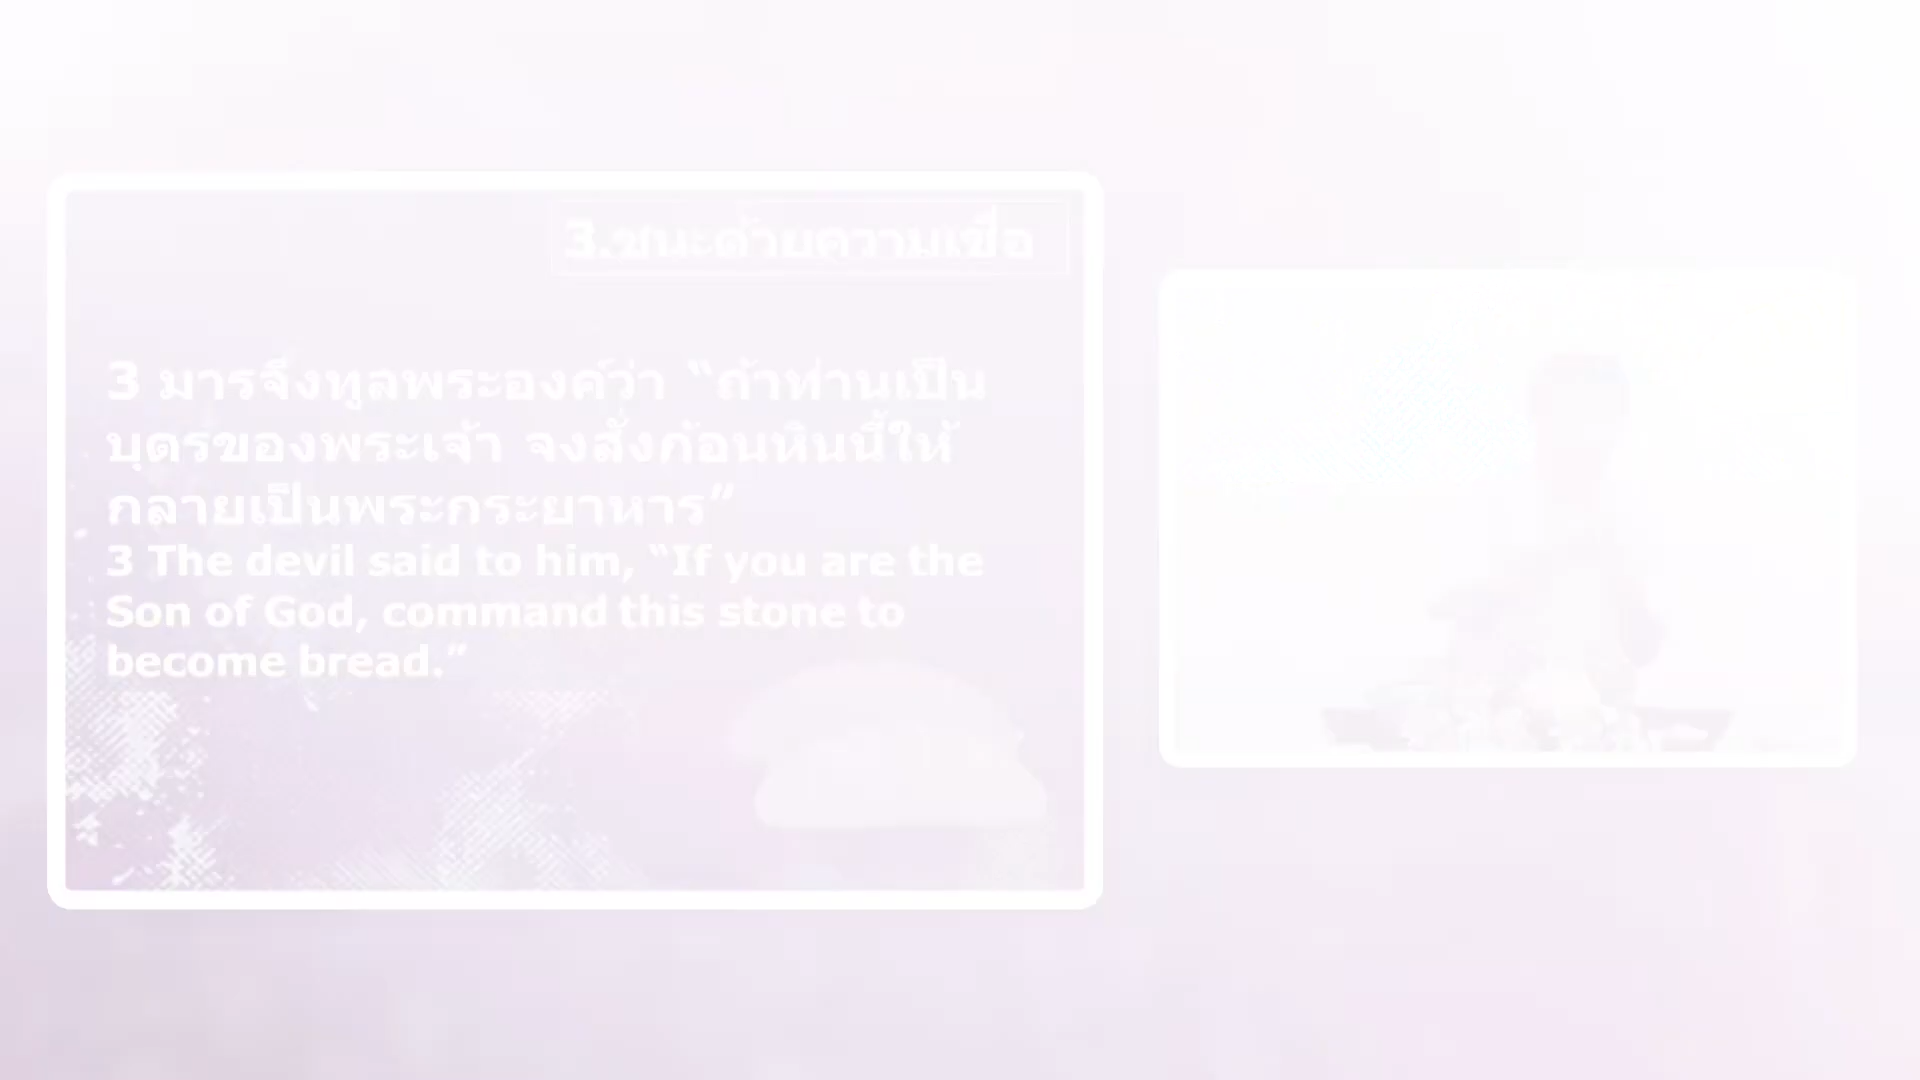 3.ชนะด้วยความเชื่อ
3 มารจึงทูลพระองค์ว่า “ถ้าท่านเป็น
บุตรของพระเจ้า จงสั่งก้อนหินนี้ให้
กลายเป็นพระกระยาหาร”
3 The devil said to him, “If you are the
Son of God, command this stone to
become bread.”